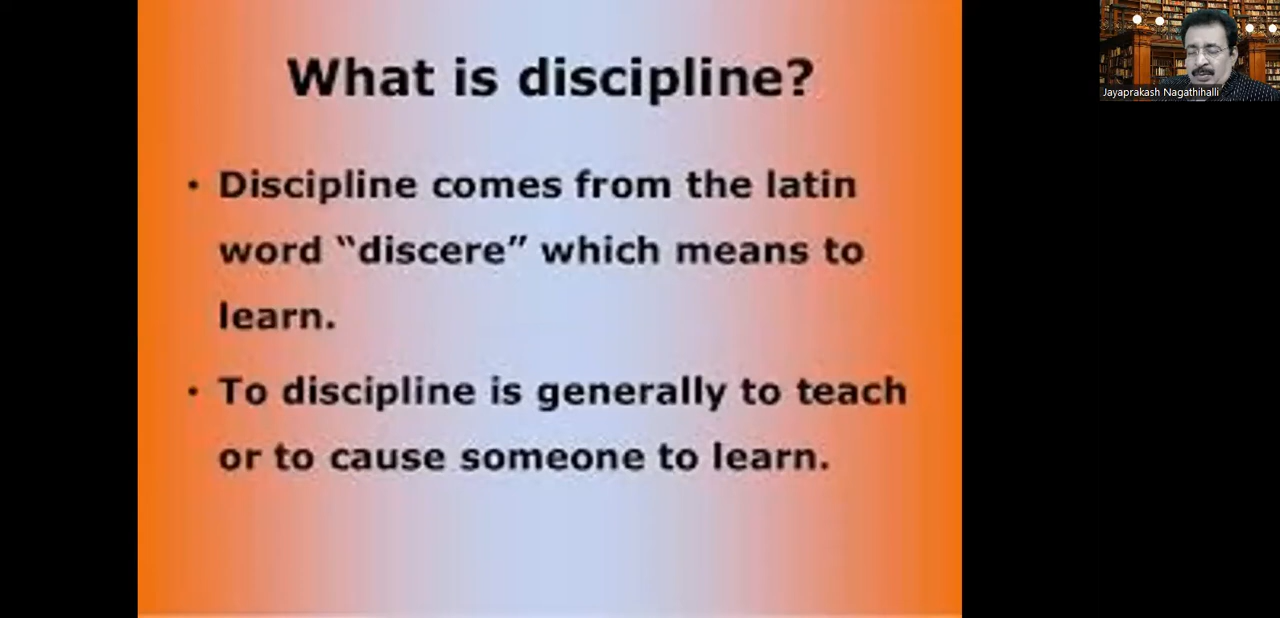 What is discipline?
• Discipline comes from the latin
word “discere” which means to
learn.
• To discipline is generally to teach
or to cause someone to learn.
Jayaprakash Nagathihalli